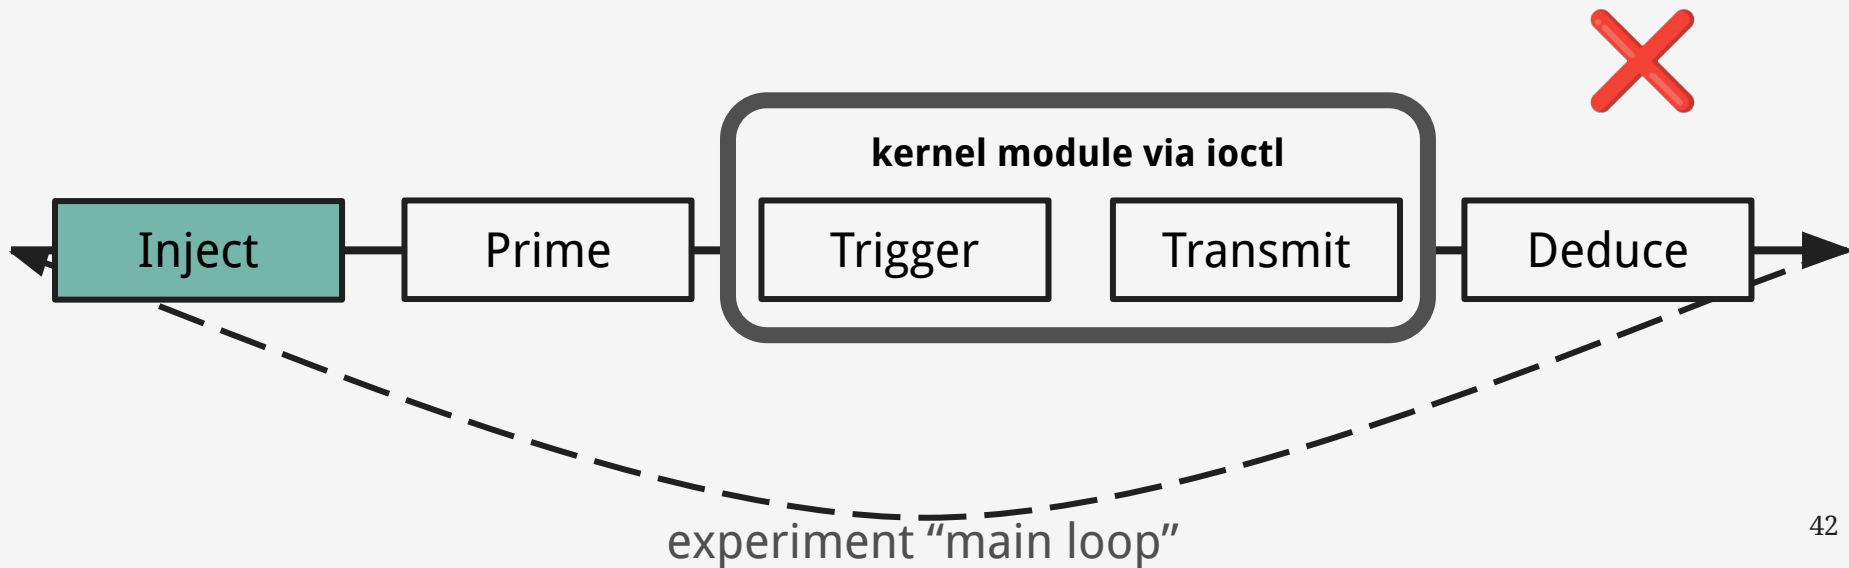 kernel module via ioctl
Inject
Prime
Trigger
Transmit
Deduce
experiment “main loop”
42